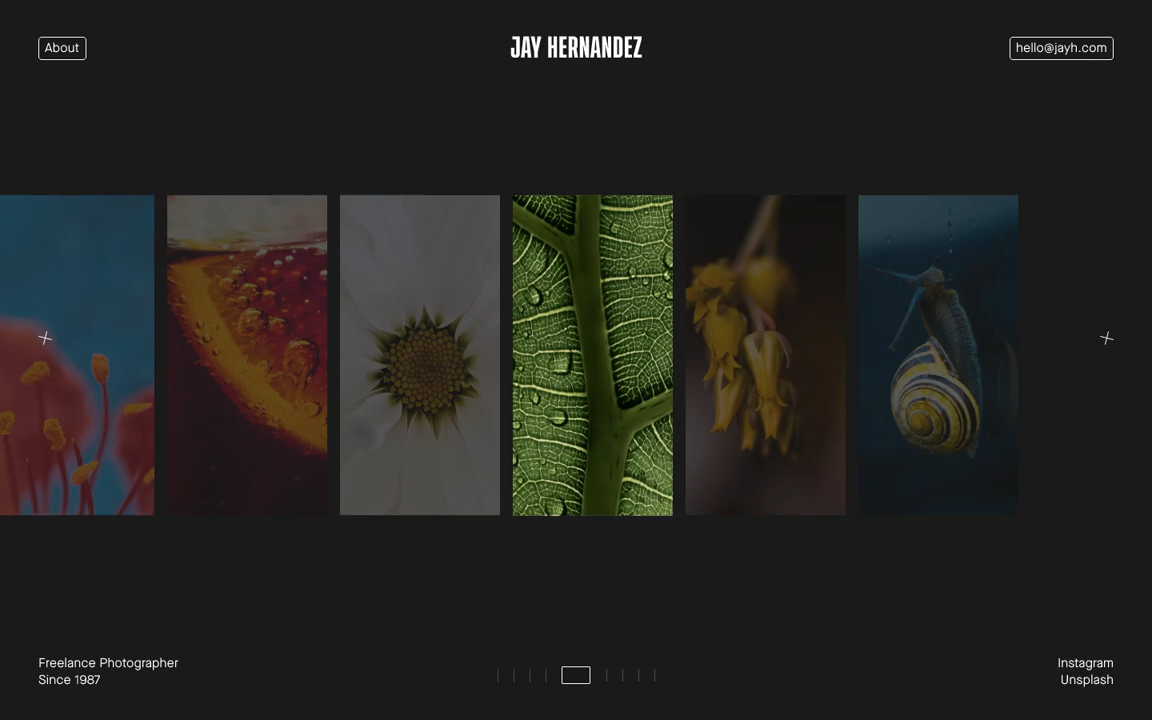 About
JAY HERNANDEZ
hello@jayh.com
Freelance Photographer
Since 1987
Instagram
Unsplash